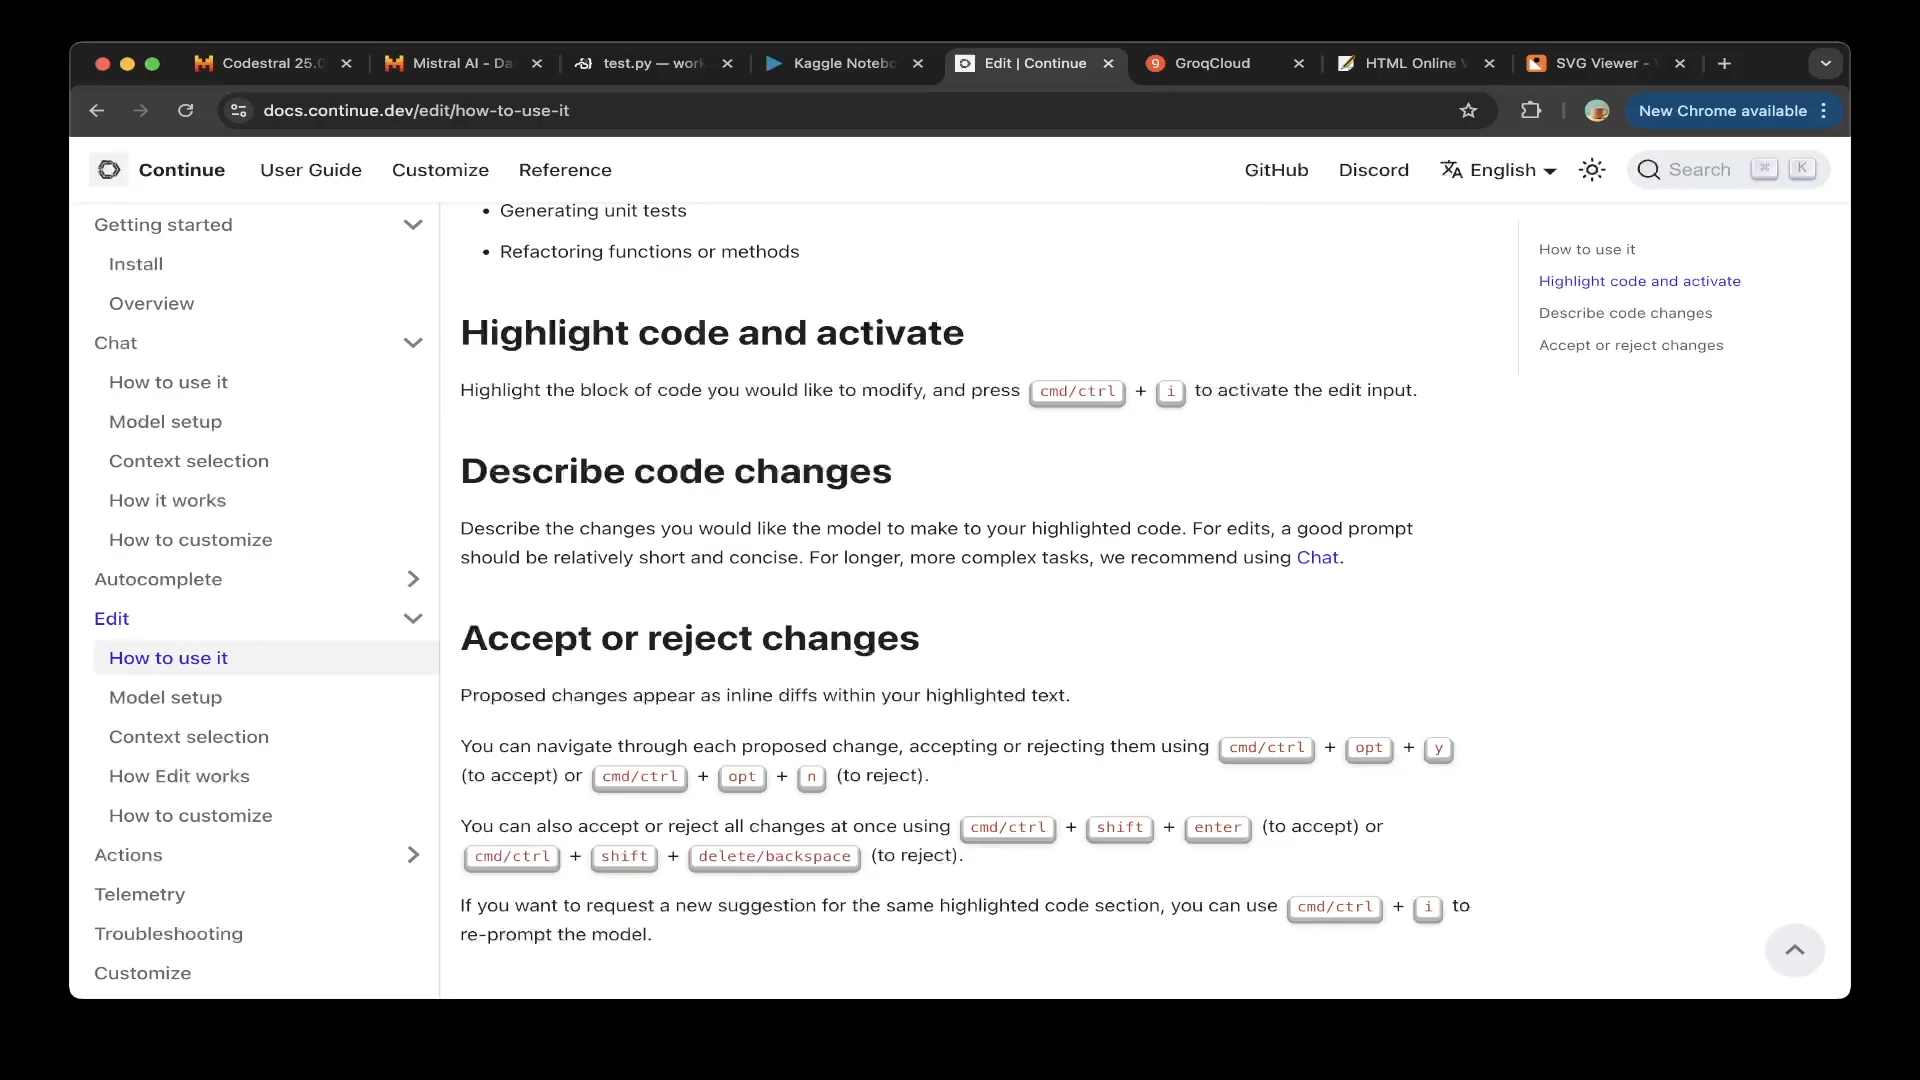 Codestral 25.0
Mistral AI - Da
test.py — work
Kaggle Notebo
Edit | Continue
GroqCloud
HTML Online V
SVG Viewer -
docs.continue.dev/edit/how-to-use-it
New Chrome available
Continue
User Guide
Customize
Reference
GitHub
Discord
English
Search ⌘ K
Getting started
Install
Overview
Chat
How to use it
Model setup
Context selection
How it works
How to customize
Autocomplete
Edit
How to use it
Model setup
Context selection
How Edit works
How to customize
Actions
Telemetry
Troubleshooting
Customize
• Generating unit tests
• Refactoring functions or methods
Highlight code and activate
Highlight the block of code you would like to modify, and press cmd/ctrl + i to activate the edit input.
Describe code changes
Describe the changes you would like the model to make to your highlighted code. For edits, a good prompt
should be relatively short and concise. For longer, more complex tasks, we recommend using Chat.
Accept or reject changes
Proposed changes appear as inline diffs within your highlighted text.
You can navigate through each proposed change, accepting or rejecting them using cmd/ctrl + opt + y
(to accept) or cmd/ctrl + opt + n (to reject).
You can also accept or reject all changes at once using cmd/ctrl + shift + enter (to accept) or
cmd/ctrl + shift + delete/backspace (to reject).
If you want to request a new suggestion for the same highlighted code section, you can use cmd/ctrl + i to
re-prompt the model.
How to use it
Highlight code and activate
Describe code changes
Accept or reject changes